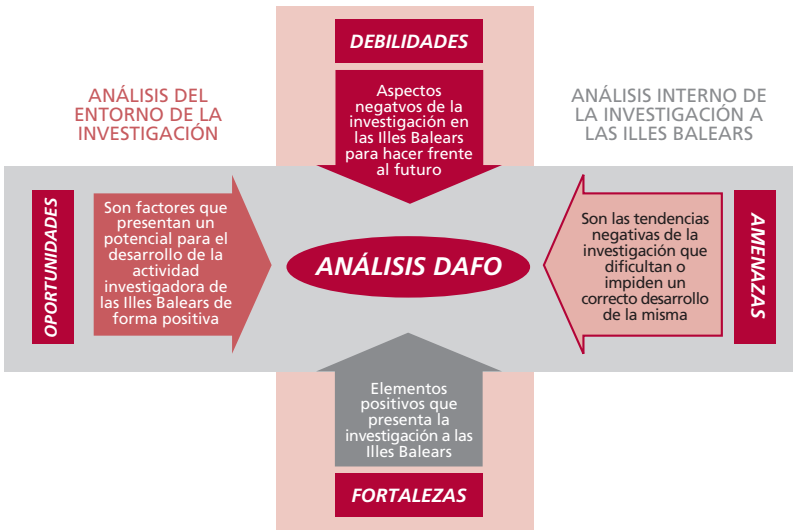 DEBILIDADES
Aspectos
negatvos de la
investigación en
las Illes Balears
para hacer frente
al futuro
ANÁLISIS DEL
ENTORNO DE LA
INVESTIGACIÓN
ANÁLISIS INTERNO DE
LA INVESTIGACIÓN A
LAS ILLES BALEARS
OPORTUNIDADES
Son factores que
presentan un
potencial para el
desarrollo de la
actividad
investigadora de
las Illes Balears de
forma positiva
ANÁLISIS DAFO
Son las tendencias
negativas de la
investigación que
dificultan o
impiden un
correcto desarrollo
de la misma
AMENAZAS
Elementos
positivos que
presenta la
investigación a las
Illes Balears
FORTALEZAS